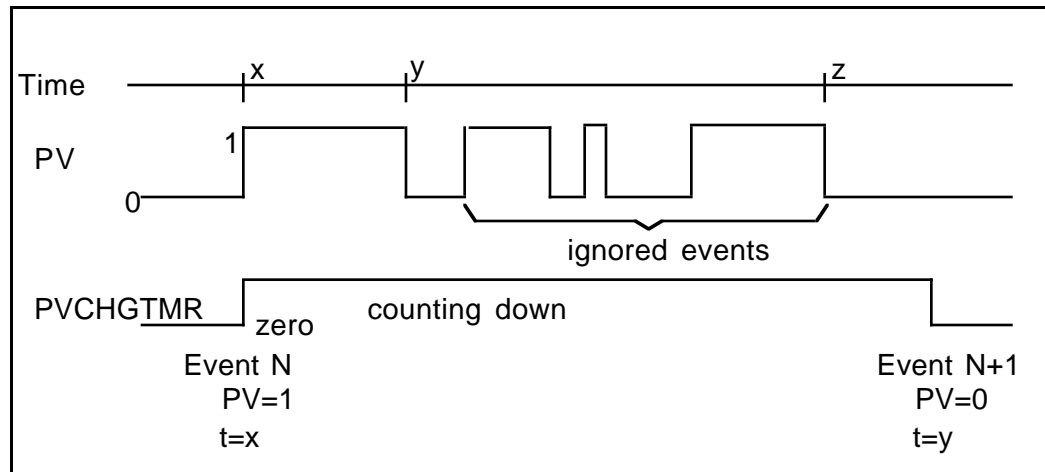 x y z
Time
1
PV
0
ignored events
PVCHGTMR zero counting down
Event N Event N+1
PV=1 PV=0
t=x t=y